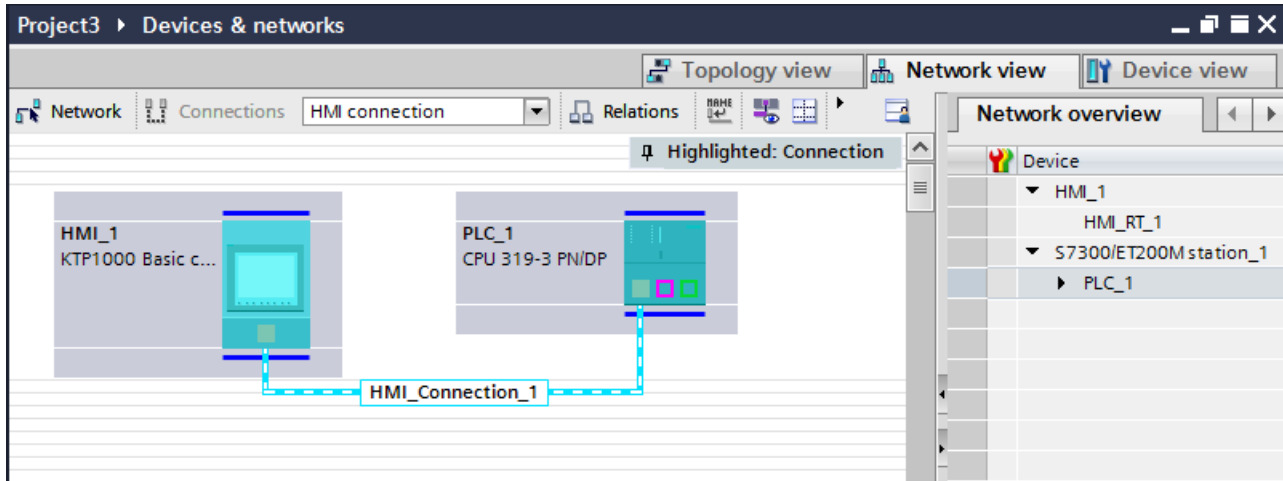 Project3 ▸ Devices & networks
Topology view
Network view
Device view
Network
Connections
HMI connection
Relations
NAME
Network overview
Highlighted: Connection
Device
HMI_1
HMI_RT_1
S7300/ET200M station_1
PLC_1
HMI_1
KTP1000 Basic c...
PLC_1
CPU 319-3 PN/DP
HMI_Connection_1